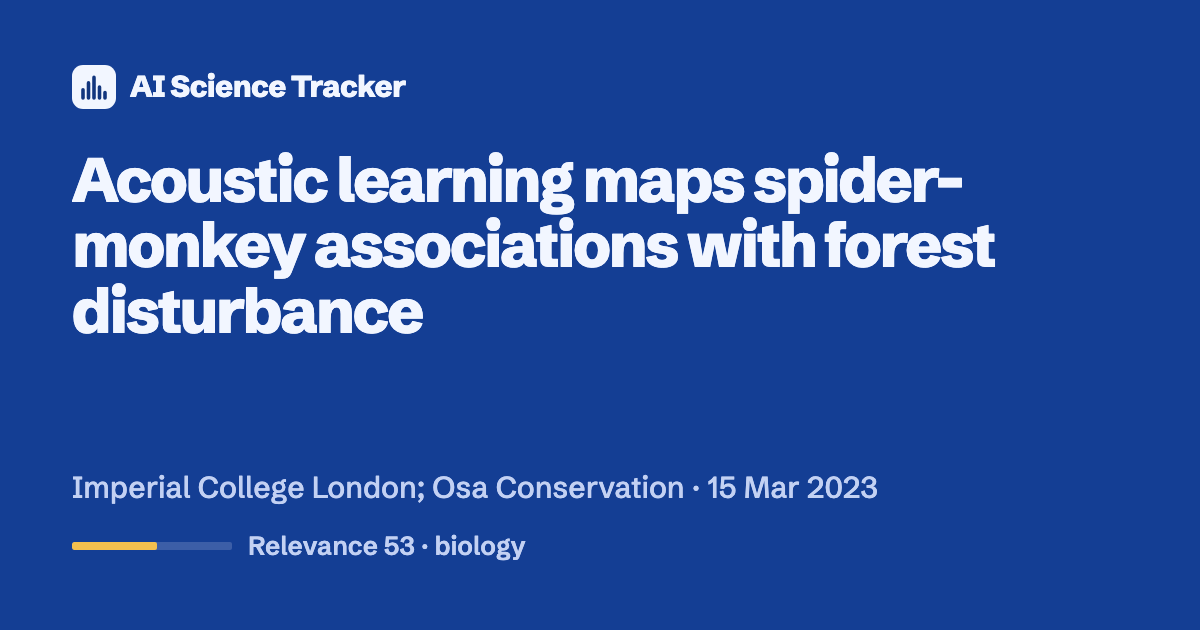 AI Science Tracker
Acoustic learning maps spider-
monkey associations with forest
disturbance
Imperial College London; Osa Conservation · 15 Mar 2023
Relevance 53 · biology